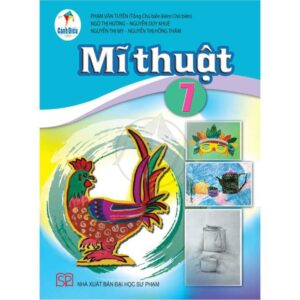 Cánh Diều
PHẠM VĂN TUYẾN (Tổng Chủ biên kiêm Chủ biên)
NGÔ THỊ HƯỜNG - NGUYỄN DUY KHUÊ
NGUYỄN THỊ MỴ - NGUYỄN THỊ HỒNG THẮM
Mĩ thuật
7
NHÀ XUẤT BẢN ĐẠI HỌC SƯ PHẠM